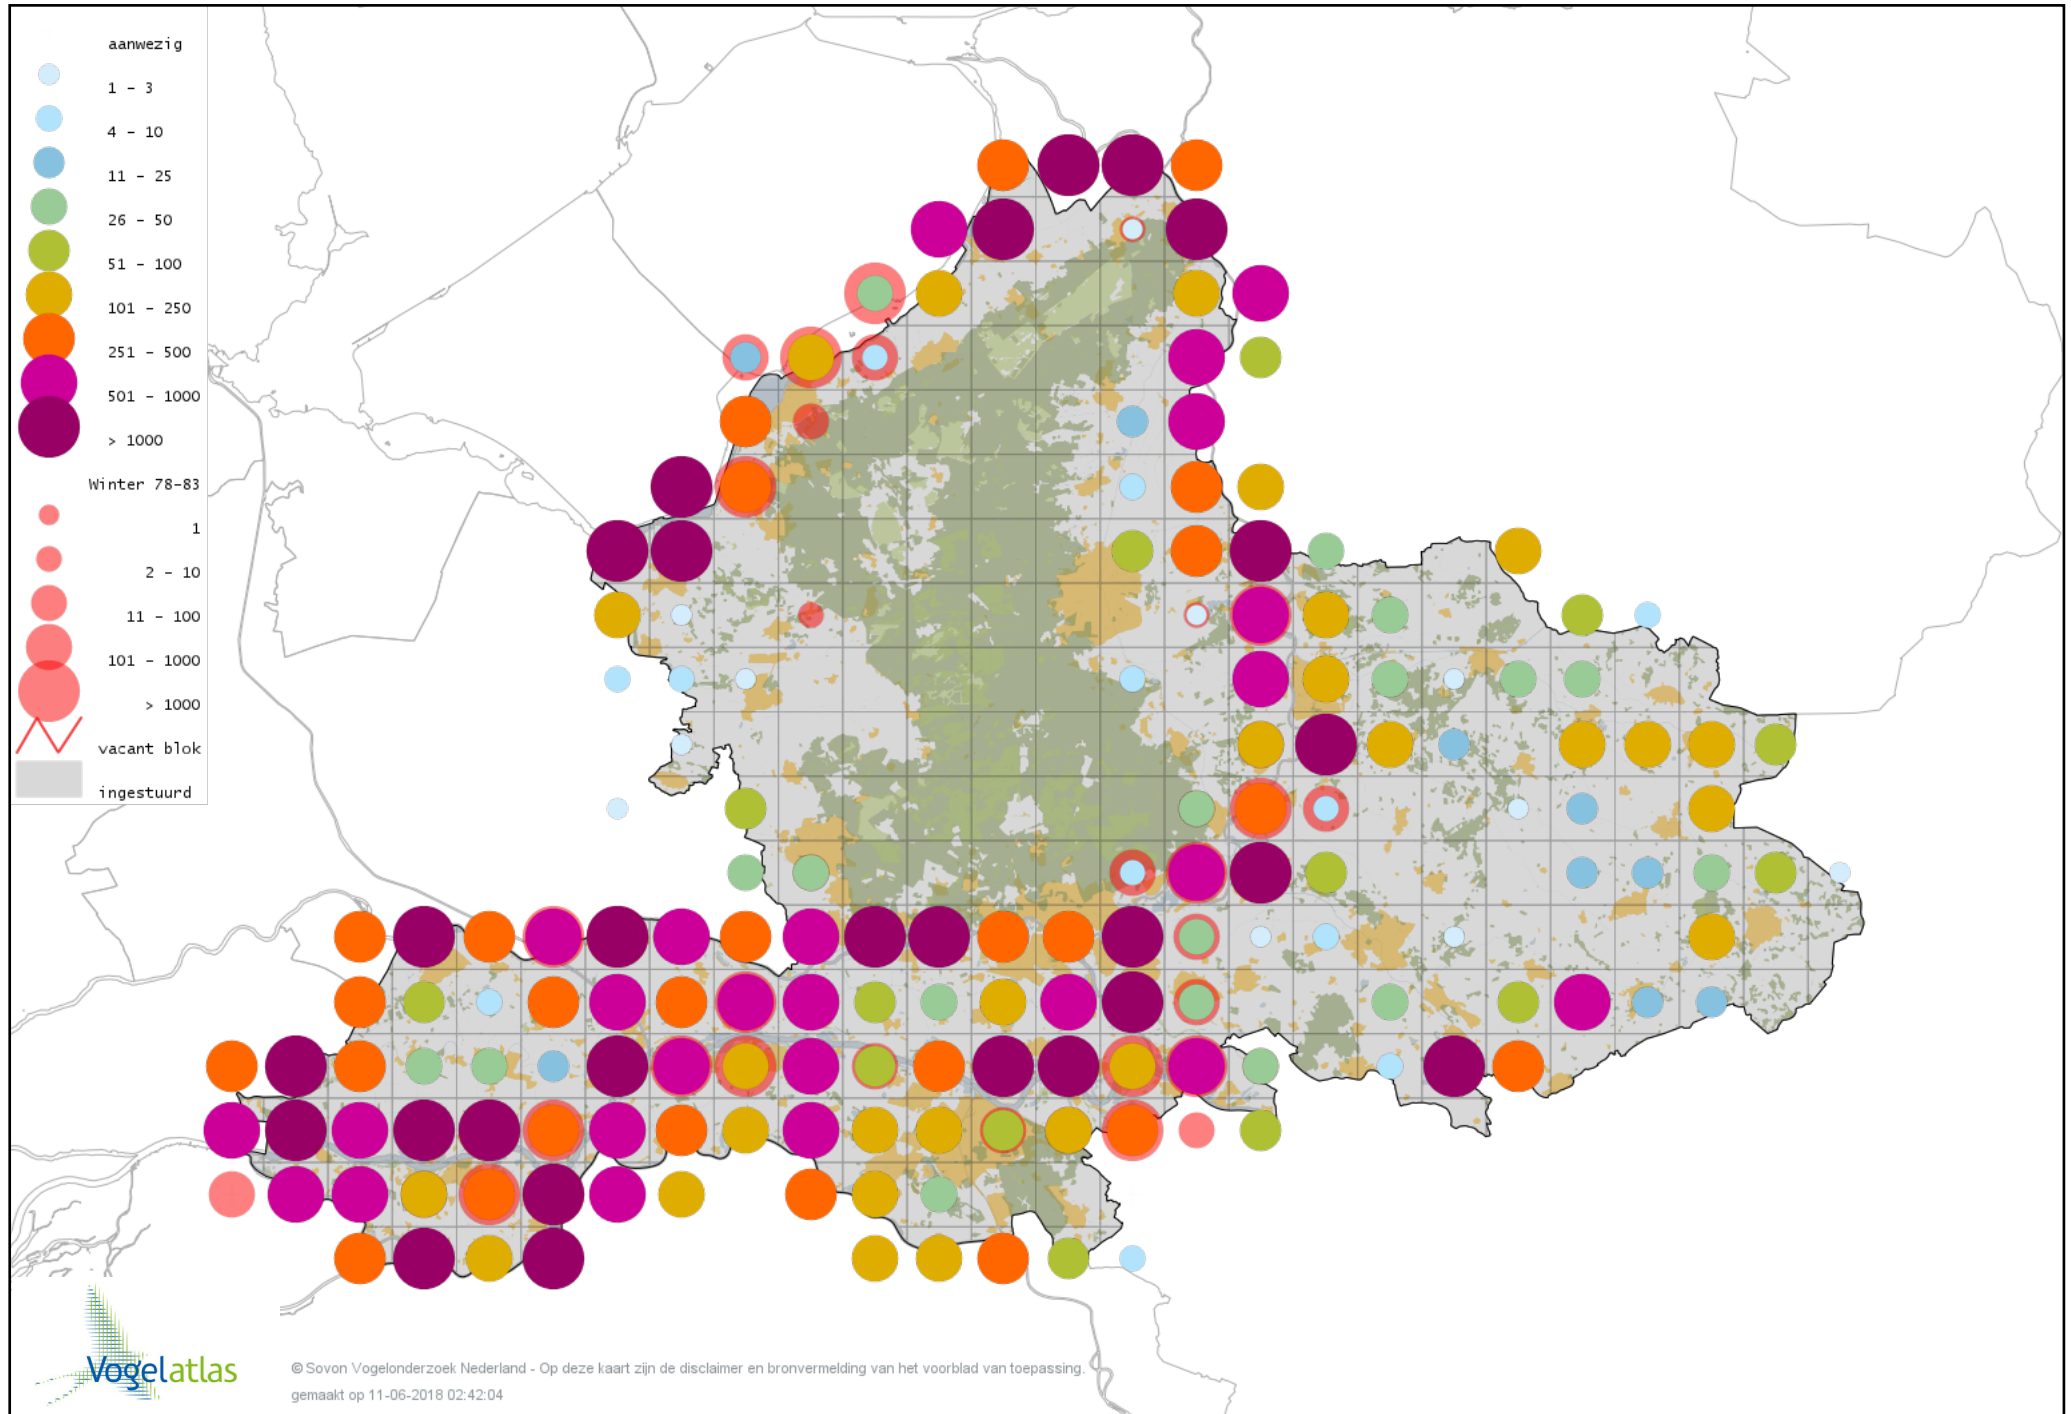 aanwezig
1 - 3
4 - 10
11 - 25
26 - 50
51 - 100
101 - 250
251 - 500
501 - 1000
> 1000
Winter 78-83
1
2 - 10
11 - 100
101 - 1000
> 1000
vacant blok
ingestuurd
Vogelatlas
© Sovon Vogelonderzoek Nederland - Op deze kaart zijn de disclaimer en bronvermelding van het voorblad van toepassing.
gemaakt op 11-06-2018 02:42:04